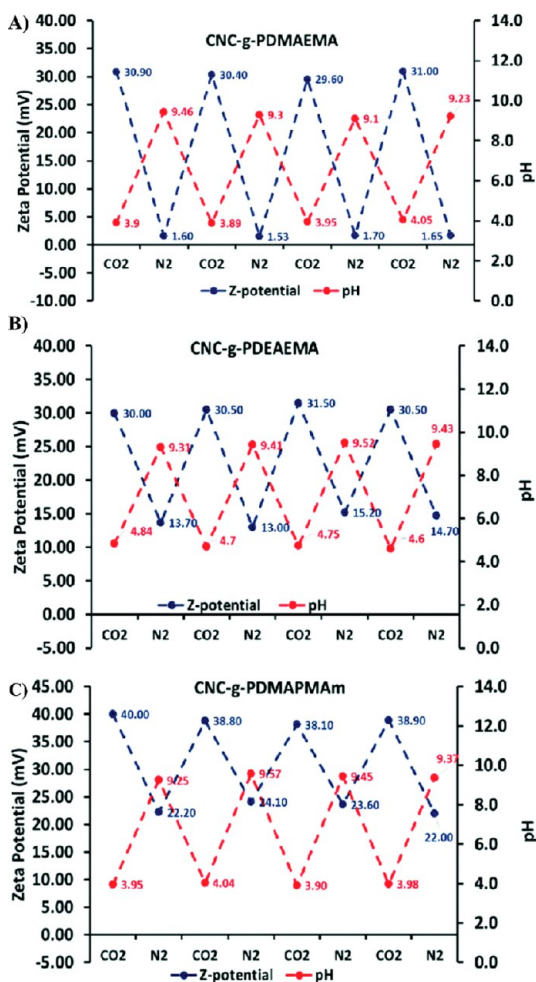 A)
CNC-g-PDMAEMA
Zeta Potential (mV)
40.00
35.00
30.00
25.00
20.00
15.00
10.00
5.00
0.00
-5.00
-10.00
30.90 30.40 29.60 31.00
9.46 9.3 9.1 9.23
3.9 3.89 3.95 4.05
1.60 1.53 1.70 1.65
14.0
12.0
10.0
8.0
6.0
4.0
2.0
0.0
pH
CO2 N2 CO2 N2 CO2 N2 CO2 N2
Z-potential pH
B)
CNC-g-PDEAEMA
Zeta Potential (mV)
40.00
35.00
30.00
25.00
20.00
15.00
10.00
5.00
0.00
-5.00
30.00 30.50 31.50 30.50
9.31 9.41 9.52 9.43
13.70 13.00 15.20 14.70
4.84 4.7 4.75 4.6
14.0
12.0
10.0
8.0
6.0
4.0
2.0
0.0
pH
Z-potential pH
CO2 N2 CO2 N2 CO2 N2 CO2 N2
C)
CNC-g-PDMAPMAm
Zeta Potential (mV)
45.00
40.00
35.00
30.00
25.00
20.00
15.00
10.00
5.00
0.00
-5.00
40.00 38.80 38.10 38.90
9.25 9.57 9.45 9.37
22.20 24.10 23.60 22.00
3.95 4.04 3.90 3.98
14.0
12.0
10.0
8.0
6.0
4.0
2.0
0.0
pH
CO2 N2 CO2 N2 CO2 N2 CO2 N2
Z-potential pH